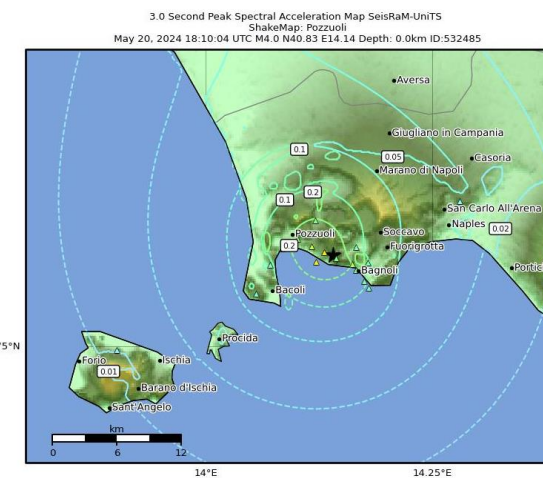 3.0 Second Peak Spectral Acceleration Map SeisRaM-UniTS
ShakeMap: Pozzuoli
May 20, 2024 18:10:04 UTC M4.0 N40.83 E14.14 Depth: 0.0km ID:532485
Aversa
Giugliano in Campania
0.1
0.05
Casoria
Marano di Napoli
0.2
0.1
San Carlo All'Arena
Naples
0.02
Pozzuoli
Soccavo
0.2
Fuorigrotta
Bagnoli
Portic
Bacoli
Procida
5°N
Forio
Ischia
0.01
Barano d'Ischia
Sant'Angelo
km
0 6 12
14°E 14.25°E